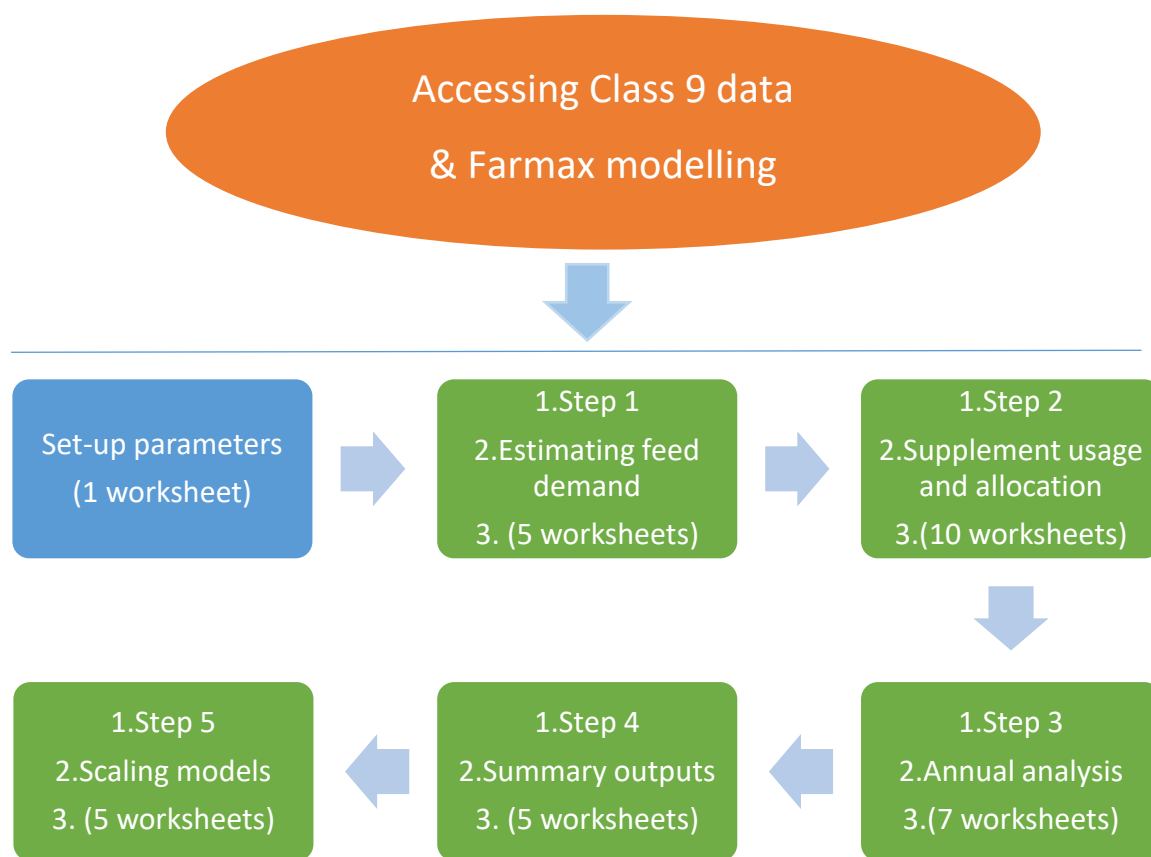 Accessing Class 9 data
& Farmax modelling
Set-up parameters
(1 worksheet)
1.Step 1
2.Estimating feed
demand
3. (5 worksheets)
1.Step 2
2.Supplement usage
and allocation
3.(10 worksheets)
1.Step 5
2.Scaling models
3. (5 worksheets)
1.Step 4
2.Summary outputs
3. (5 worksheets)
1.Step 3
2.Annual analysis
3.(7 worksheets)